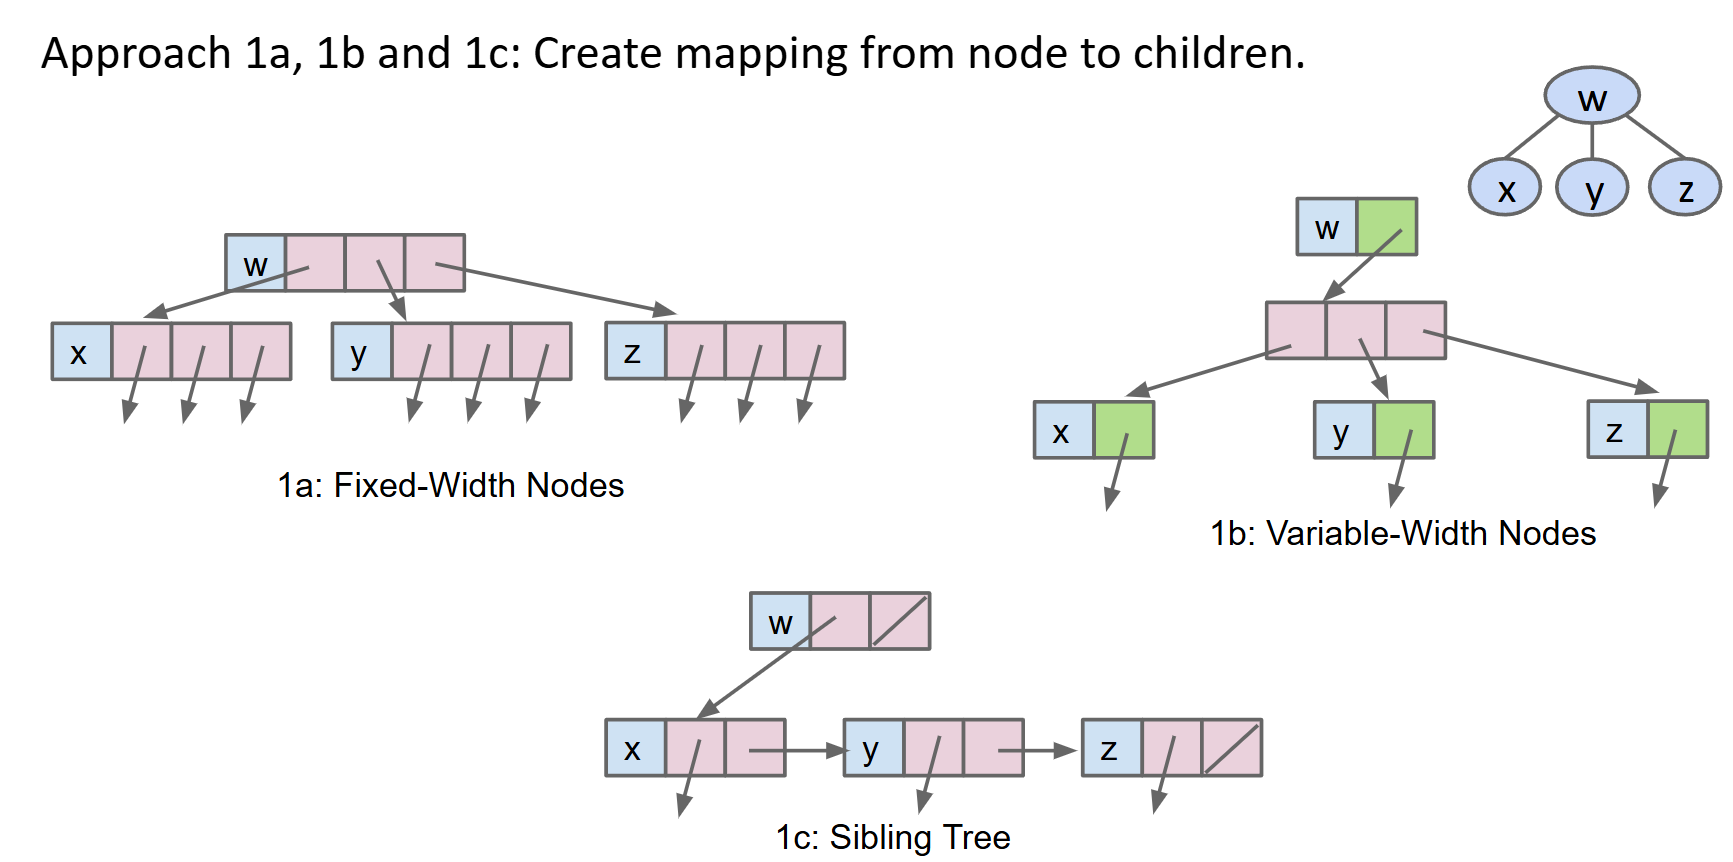 Approach 1a, 1b and 1c: Create mapping from node to children.
w
x y z
w
x y z
1a: Fixed-Width Nodes
w
x y z
1b: Variable-Width Nodes
w
x y z
1c: Sibling Tree